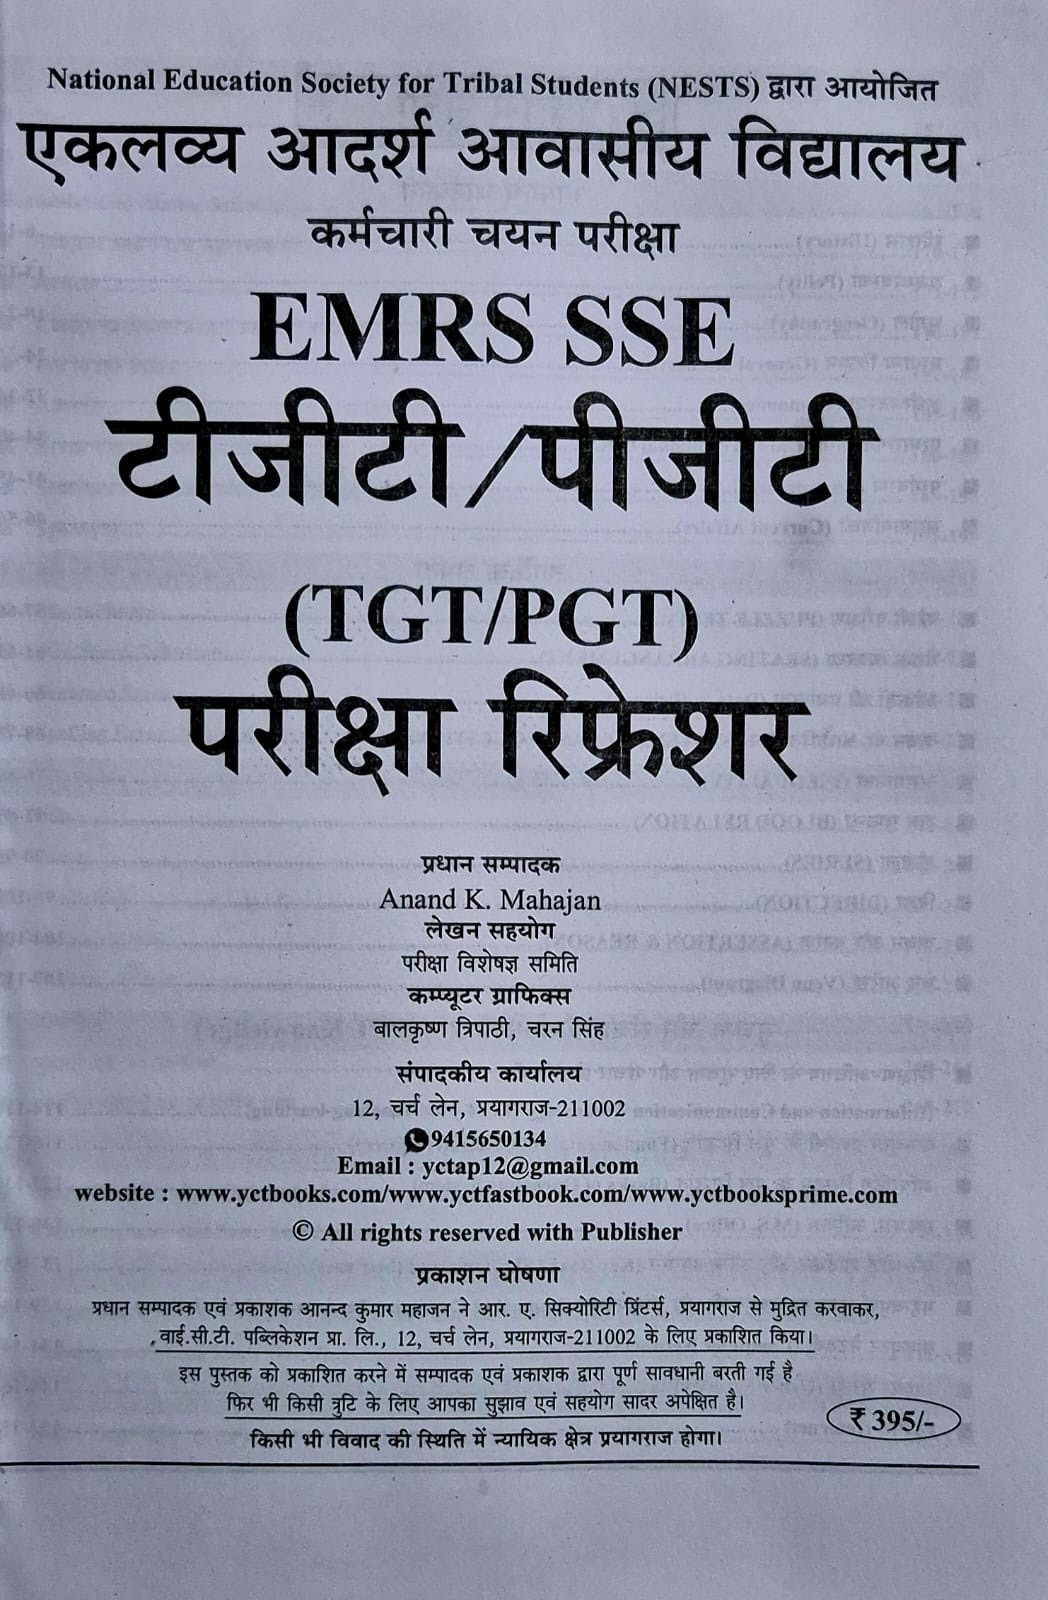 National Education Society for Tribal Students (NESTS) द्वारा आयोजित
एकलव्य आदर्श आवासीय विद्यालय
कर्मचारी चयन परीक्षा
EMRS SSE
टीजीटी/पीजीटी
(TGT/PGT)
परीक्षा रिफ्रेशर
प्रधान सम्पादक
Anand K. Mahajan
लेखन सहयोग
परीक्षा विशेषज्ञ समिति
कम्प्यूटर ग्राफिक्स
बालकृष्ण त्रिपाठी, चरन सिंह
संपादकीय कार्यालय
12, चर्च लेन, प्रयागराज-211002
9415650134
Email : yctap12@gmail.com
website : www.yctbooks.com/www.yctfastbook.com/www.yctbooksprime.com
© All rights reserved with Publisher
प्रकाशन घोषणा
प्रधान सम्पादक एवं प्रकाशक आनन्द कुमार महाजन ने आर. ए. सिक्योरिटी प्रिंटर्स, प्रयागराज से मुद्रित करवाकर,
वाई.सी.टी. पब्लिकेशन प्रा. लि., 12, चर्च लेन, प्रयागराज-211002 के लिए प्रकाशित किया।
इस पुस्तक को प्रकाशित करने में सम्पादक एवं प्रकाशक द्वारा पूर्ण सावधानी बरती गई है
फिर भी किसी त्रुटि के लिए आपका सुझाव एवं सहयोग सादर अपेक्षित है।
₹ 395/-
किसी भी विवाद की स्थिति में न्यायिक क्षेत्र प्रयागराज होगा।